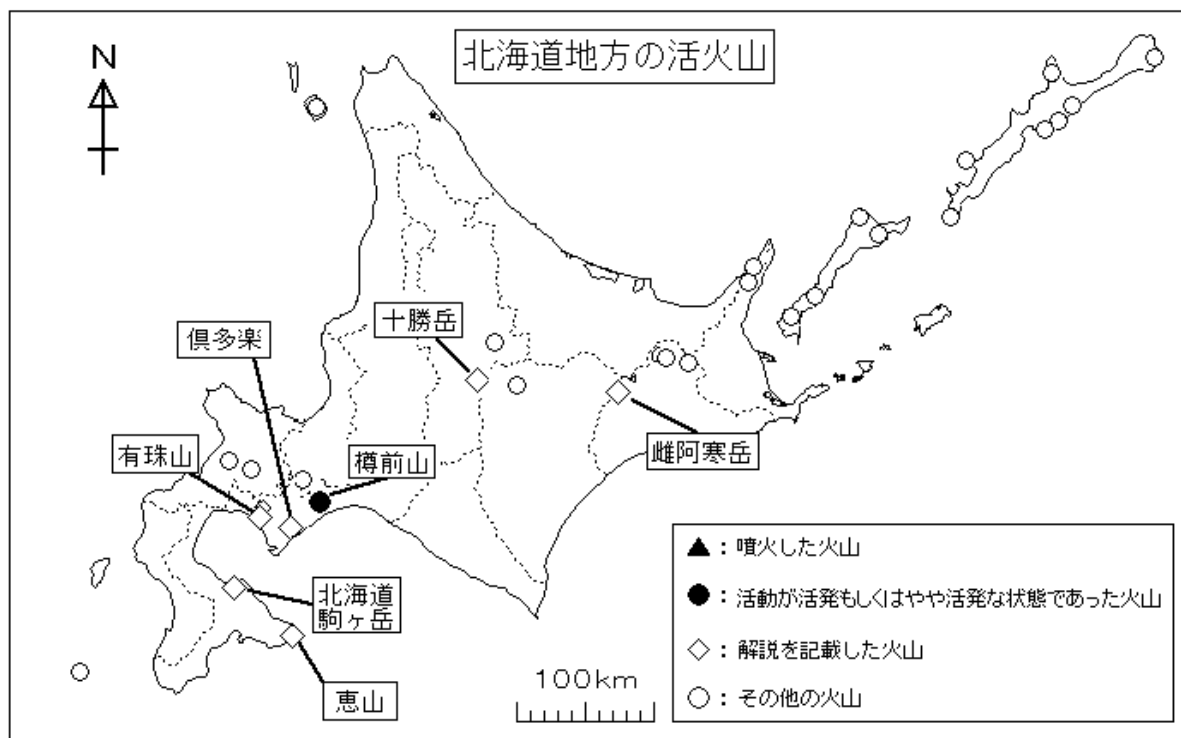 北海道地方の活火山
N
十勝岳
倶多楽
有珠山
樽前山
雌阿寒岳
北海道
駒ヶ岳
恵山
100km
▲：噴火した火山
●：活動が活発もしくはやや活発な状態であった火山
◇：解説を記載した火山
○：その他の火山